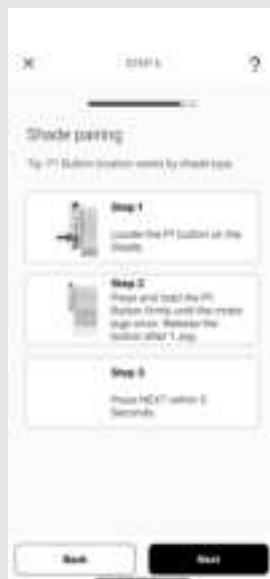 STEP 6
?
Shade pairing
Tip: P1 Button location varies by shade type.
Step 1
Locate the P1 button on the
shade.
Step 2
Press and hold the P1
Button firmly until the motor
jogs once. Release the
button after 1 jog.
Step 3
Press NEXT within 5
Seconds.
Back
Next